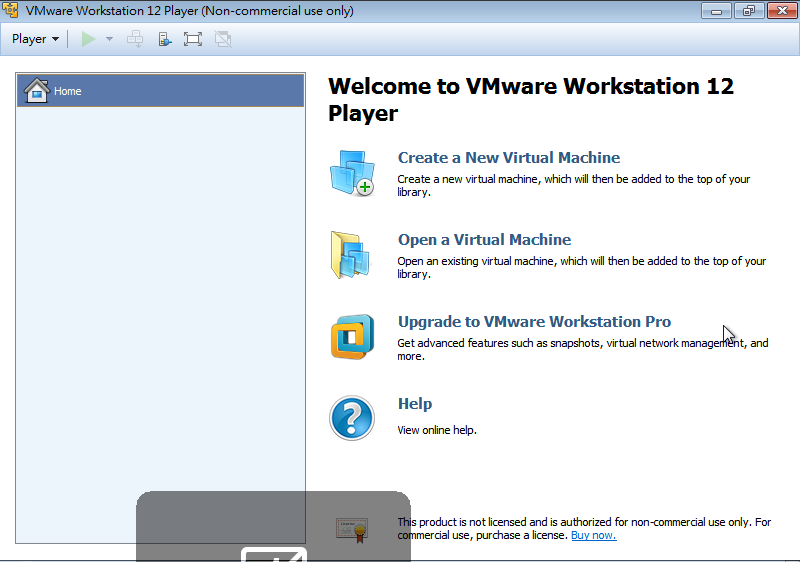 VMware Workstation 12 Player (Non-commercial use only)
Player
Home
Welcome to VMware Workstation 12
Player
Create a New Virtual Machine
Create a new virtual machine, which will then be added to the top of your
library.
Open a Virtual Machine
Open an existing virtual machine, which will then be added to the top of your
library.
Upgrade to VMware Workstation Pro
Get advanced features such as snapshots, virtual network management, and
more.
Help
View online help.
This product is not licensed and is authorized for non-commercial use only. For
commercial use, purchase a license. Buy now.